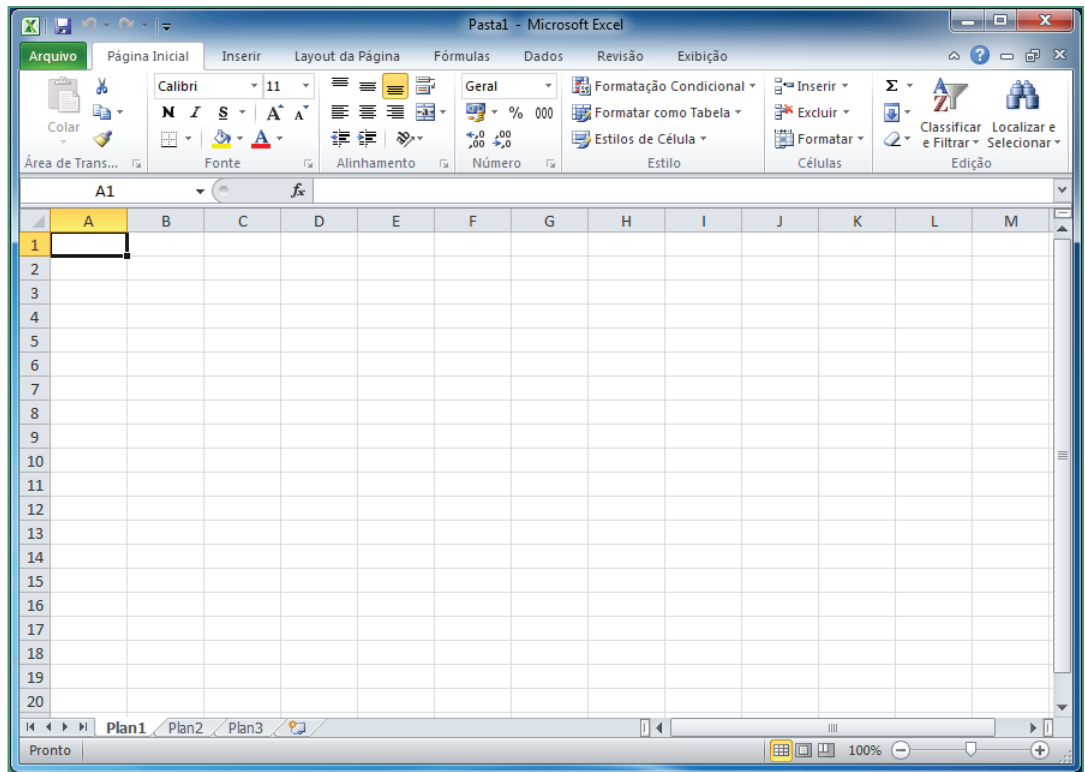 Pasta1 - Microsoft Excel
Arquivo Página Inicial Inserir Layout da Página Fórmulas Dados Revisão Exibição
Calibri 11 Geral Formatação Condicional Inserir Σ
Colar N I S A A % 000 Formatar como Tabela Excluir Classificar e Filtrar Localizar e Selecionar
A ,00 ,0 ,00 ,0 Estilos de Célula Formatar
Área de Trans... Fonte Alinhamento Número Estilo Células Edição
A1 fx
A B C D E F G H I J K L M
1
2
3
4
5
6
7
8
9
10
11
12
13
14
15
16
17
18
19
20
Plan1 Plan2 Plan3
Pronto 100%